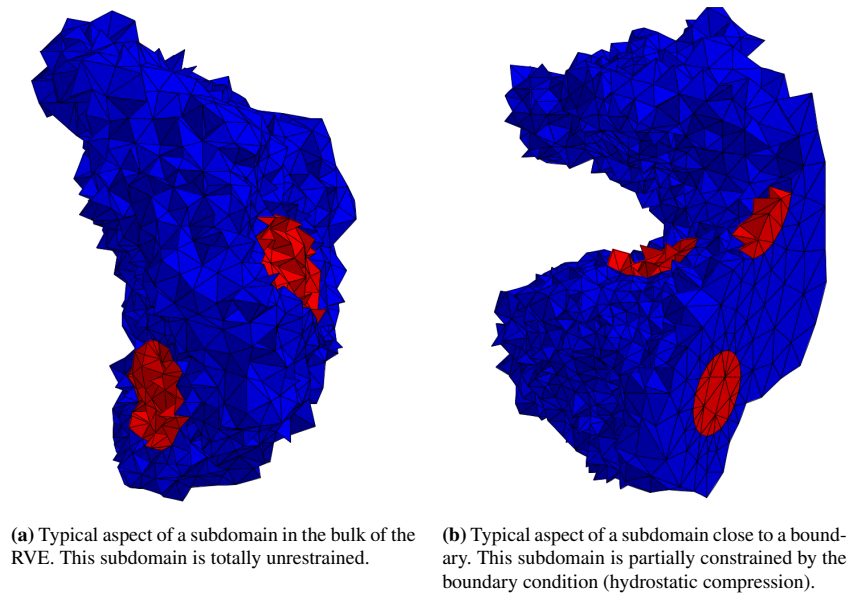 (a) Typical aspect of a subdomain in the bulk of the
RVE. This subdomain is totally unrestrained.
(b) Typical aspect of a subdomain close to a bound-
ary. This subdomain is partially constrained by the
boundary condition (hydrostatic compression).